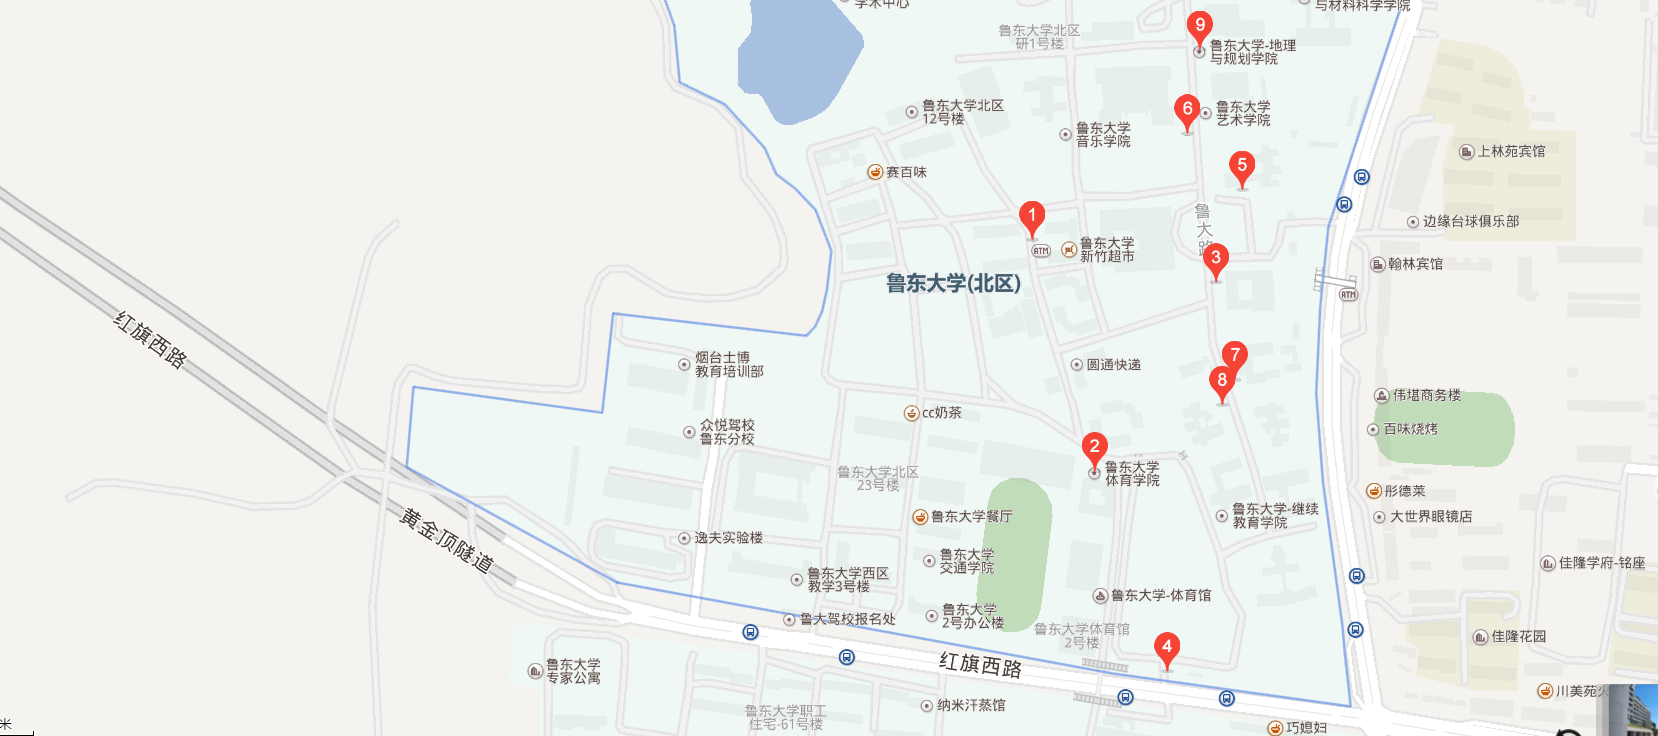 学术中心
与材料科学学院
鲁东大学北区
研1号楼
9
鲁东大学-地理
与规划学院
鲁东大学北区
12号楼
6
鲁东大学
艺术学院
鲁东大学
音乐学院
上林苑宾馆
赛百味
5
1
鲁大路
边缘台球俱乐部
ATM
鲁东大学
新竹超市
3
翰林宾馆
鲁东大学(北区)
ATM
红旗西路
烟台士博
教育培训部
圆通快递
7
8
伟堪商务楼
cc奶茶
众悦驾校
鲁东分校
百味烧烤
2
鲁东大学
体育学院
鲁东大学北区
23号楼
彤德莱
鲁东大学餐厅
鲁东大学-继续
教育学院
大世界眼镜店
黄金顶隧道
逸夫实验楼
鲁东大学
交通学院
佳隆学府-铭座
鲁东大学西区
教学3号楼
鲁东大学-体育馆
鲁大驾校报名处
鲁东大学
2号办公楼
鲁东大学体育馆
2号楼
佳隆花园
4
红旗西路
鲁东大学
专家公寓
川美苑火
纳米汗蒸馆
鲁东大学职工
住宅-61号楼
米
巧媳妇